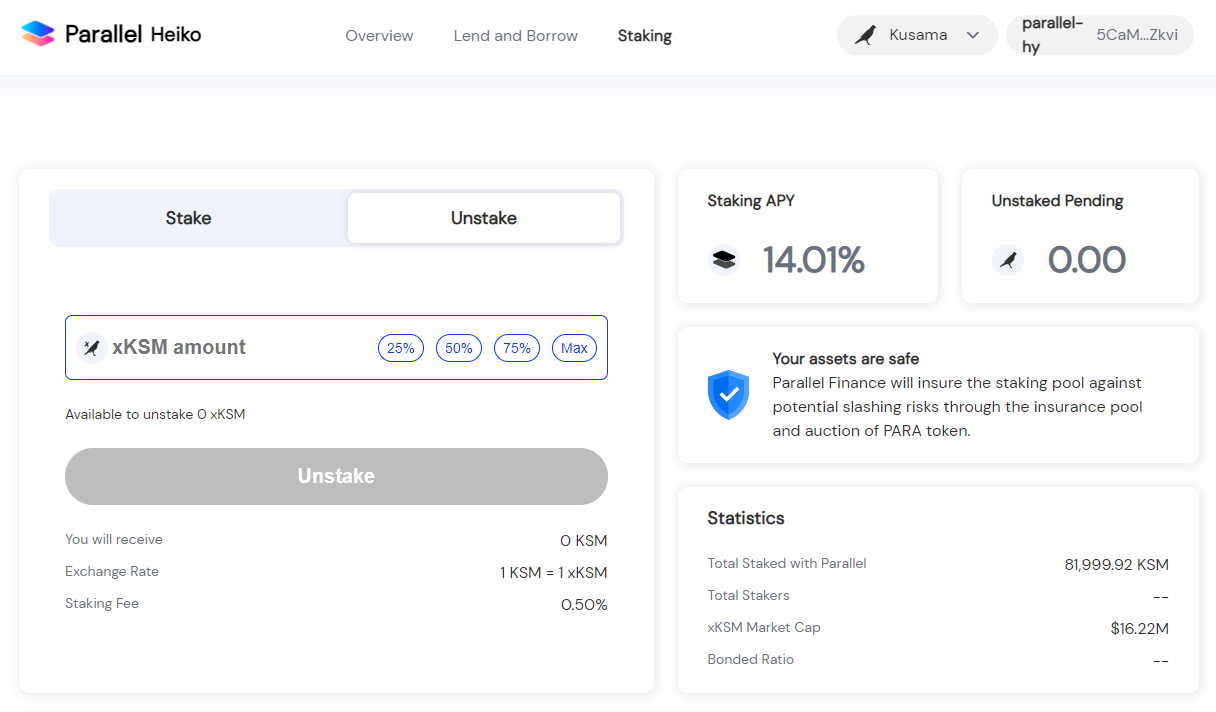 Parallel Heiko
Overview
Lend and Borrow
Staking
Kusama
parallel-
hy
5CaM...Zkvi
Stake
Unstake
xKSM amount
25%
50%
75%
Max
Available to unstake 0 xKSM
Unstake
You will receive
0 KSM
Exchange Rate
1 KSM = 1 xKSM
Staking Fee
0.50%
Staking APY
14.01%
Unstaked Pending
0.00
Your assets are safe
Parallel Finance will insure the staking pool against
potential slashing risks through the insurance pool
and auction of PARA token.
Statistics
Total Staked with Parallel
81,999.92 KSM
Total Stakers
--
xKSM Market Cap
$16.22M
Bonded Ratio
--